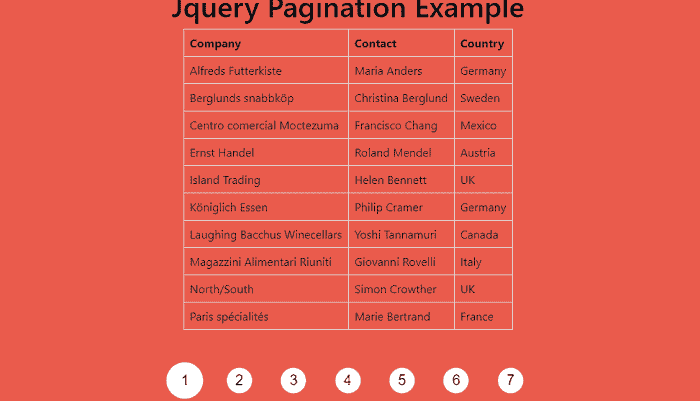 Jquery Pagination Example
Company Contact Country
Alfreds Futterkiste Maria Anders Germany
Berglunds snabbköp Christina Berglund Sweden
Centro comercial Moctezuma Francisco Chang Mexico
Ernst Handel Roland Mendel Austria
Island Trading Helen Bennett UK
Königlich Essen Philip Cramer Germany
Laughing Bacchus Winecellars Yoshi Tannamuri Canada
Magazzini Alimentari Riuniti Giovanni Rovelli Italy
North/South Simon Crowther UK
Paris spécialités Marie Bertrand France
1 2 3 4 5 6 7